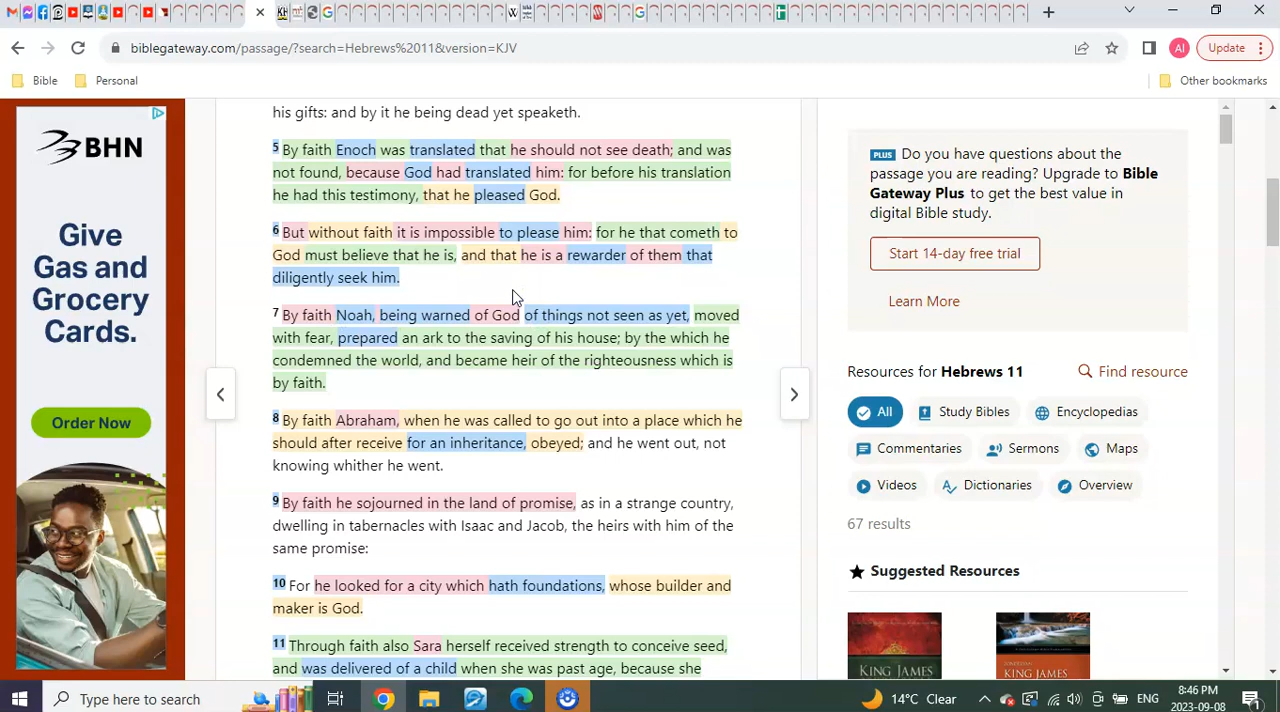 biblegateway.com/passage/?search=Hebrews%2011&version=KJV
AI
Update
Bible
Personal
Other bookmarks
BHN
Give
Gas and
Grocery
Cards.
Order Now
his gifts: and by it he being dead yet speaketh.
5 By faith Enoch was translated that he should not see death; and was
not found, because God had translated him: for before his translation
he had this testimony, that he pleased God.
6 But without faith it is impossible to please him: for he that cometh to
God must believe that he is, and that he is a rewarder of them that
diligently seek him.
7 By faith Noah, being warned of God of things not seen as yet, moved
with fear, prepared an ark to the saving of his house; by the which he
condemned the world, and became heir of the righteousness which is
by faith.
8 By faith Abraham, when he was called to go out into a place which he
should after receive for an inheritance, obeyed; and he went out, not
knowing whither he went.
9 By faith he sojourned in the land of promise, as in a strange country,
dwelling in tabernacles with Isaac and Jacob, the heirs with him of the
same promise:
10 For he looked for a city which hath foundations, whose builder and
maker is God.
11 Through faith also Sara herself received strength to conceive seed,
and was delivered of a child when she was past age, because she
PLUS Do you have questions about the
passage you are reading? Upgrade to Bible
Gateway Plus to get the best value in
digital Bible study.
Start 14-day free trial
Learn More
Resources for Hebrews 11
Find resource
All
Study Bibles
Encyclopedias
Commentaries
Sermons
Maps
Videos
Dictionaries
Overview
67 results
Suggested Resources
KING JAMES
KING JAMES
Type here to search
14°C Clear
ENG
8:46 PM
2023-09-08